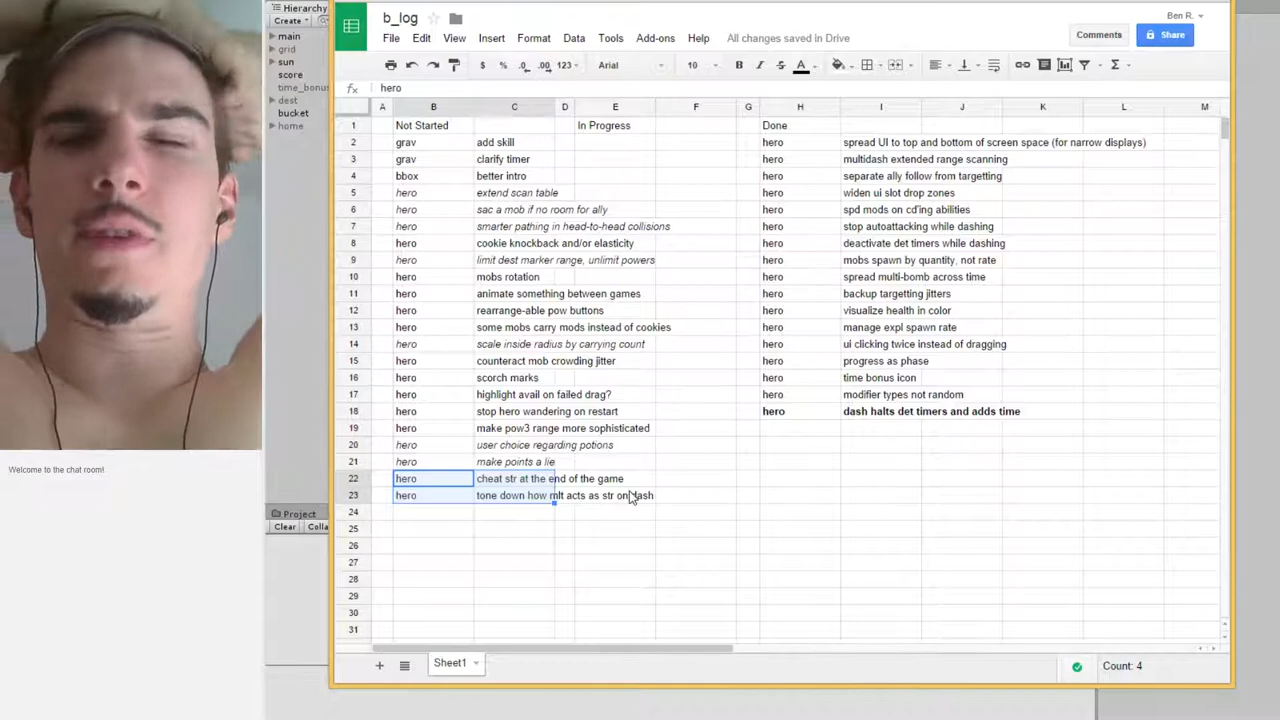 Hierarchy
Create
main
grid
sun
score
time_bonus
dest
bucket
home
Welcome to the chat room!
Project
Clear Colla
b_log
Ben R.
File Edit View Insert Format Data Tools Add-ons Help All changes saved in Drive
Comments Share
$ % .0 .00 123 Arial 10 B I S A
fx hero
A B C D E F G H I J K L M
1 Not Started In Progress Done
2 grav add skill hero spread UI to top and bottom of screen space (for narrow displays)
3 grav clarify timer hero multidash extended range scanning
4 bbox better intro hero separate ally follow from targetting
5 hero extend scan table hero widen ui slot drop zones
6 hero sac a mob if no room for ally hero spd mods on cd'ing abilities
7 hero smarter pathing in head-to-head collisions hero stop autoattacking while dashing
8 hero cookie knockback and/or elasticity hero deactivate det timers while dashing
9 hero limit dest marker range, unlimit powers hero mobs spawn by quantity, not rate
10 hero mobs rotation hero spread multi-bomb across time
11 hero animate something between games hero backup targetting jitters
12 hero rearrange-able pow buttons hero visualize health in color
13 hero some mobs carry mods instead of cookies hero manage expl spawn rate
14 hero scale inside radius by carrying count hero ui clicking twice instead of dragging
15 hero counteract mob crowding jitter hero progress as phase
16 hero scorch marks hero time bonus icon
17 hero highlight avail on failed drag? hero modifier types not random
18 hero stop hero wandering on restart hero dash halts det timers and adds time
19 hero make pow3 range more sophisticated
20 hero user choice regarding potions
21 hero make points a lie
22 hero cheat str at the end of the game
23 hero tone down how mlt acts as str on dash
24
25
26
27
28
29
30
31
Sheet1
Count: 4